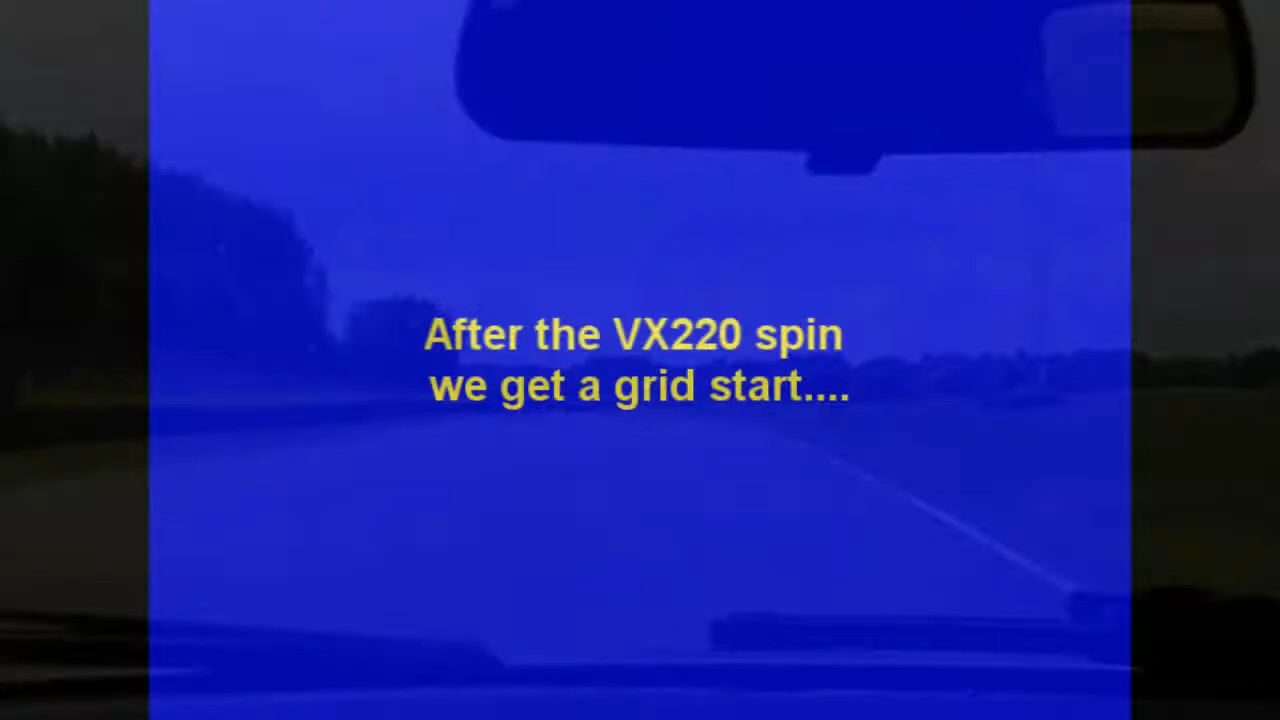 After the VX220 spin
we get a grid start....